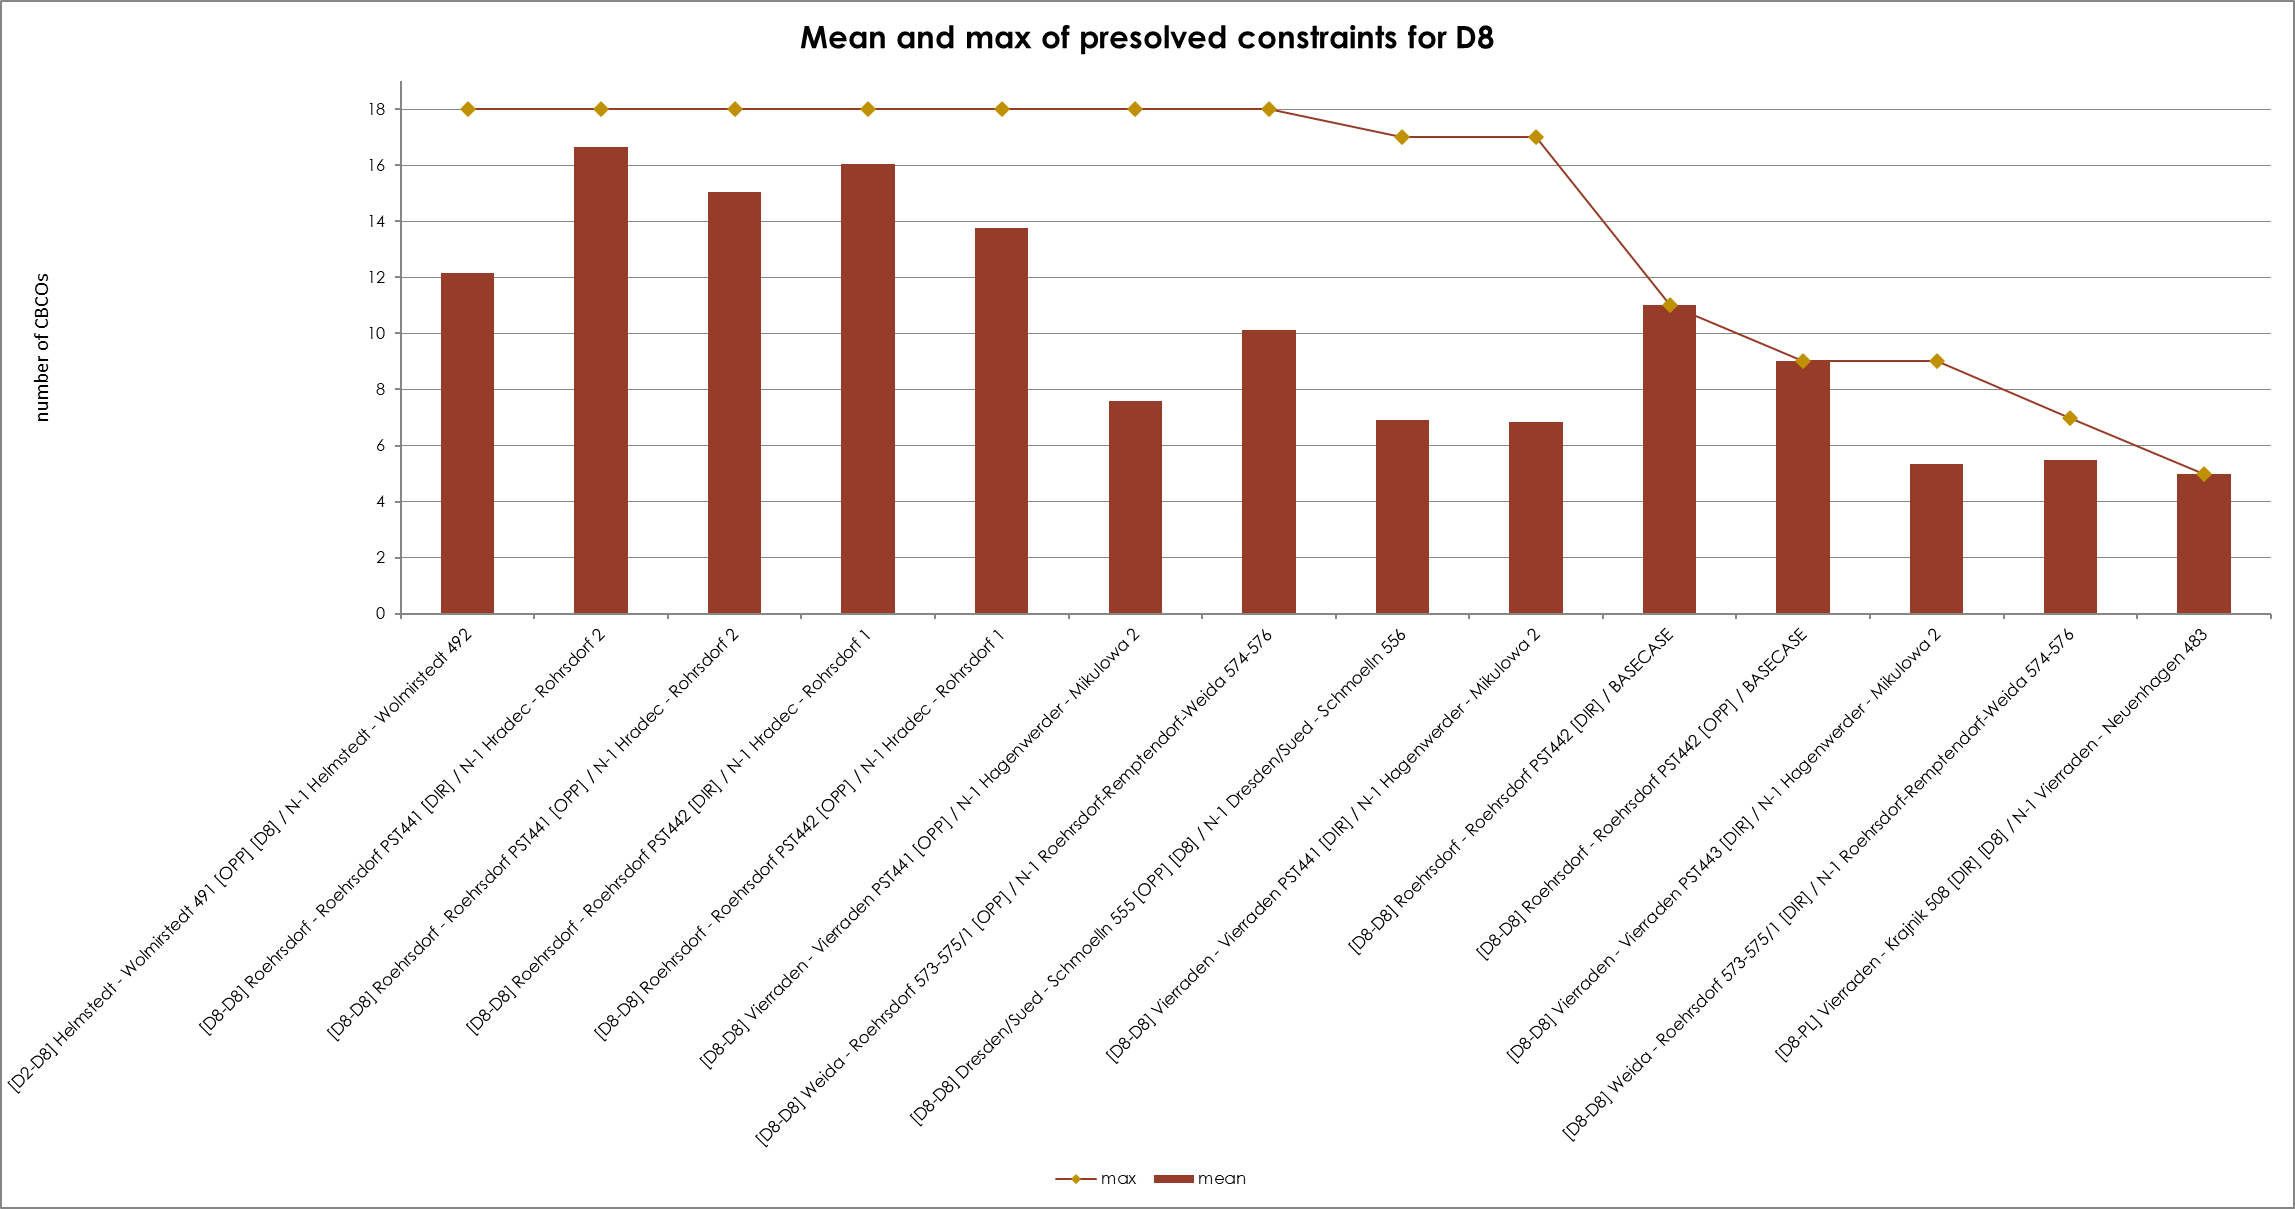 Mean and max of presolved constraints for D8
number of CBCOs
18
16
14
12
10
8
6
4
2
0
[D2-D8] Helmstedt - Wolmirstedt 491 [OPP] [D8] / N-1 Helmstedt - Wolmirstedt 492
[D8-D8] Roehrsdorf - Roehrsdorf PST441 [DIR] / N-1 Hradec - Rohrsdorf 2
[D8-D8] Roehrsdorf - Roehrsdorf PST441 [OPP] / N-1 Hradec - Rohrsdorf 2
[D8-D8] Roehrsdorf - Roehrsdorf PST442 [DIR] / N-1 Hradec - Rohrsdorf 1
[D8-D8] Roehrsdorf - Roehrsdorf PST442 [OPP] / N-1 Hradec - Rohrsdorf 1
[D8-D8] Vierraden - Vierraden PST441 [OPP] / N-1 Hagenwerder - Mikulowa 2
[D8-D8] Weida - Roehrsdorf 573-575/1 [OPP] / N-1 Roehrsdorf-Remptendorf-Weida 574-576
[D8-D8] Dresden/Sued - Schmoelln 555 [OPP] [D8] / N-1 Dresden/Sued - Schmoelln 556
[D8-D8] Vierraden - Vierraden PST441 [DIR] / N-1 Hagenwerder - Mikulowa 2
[D8-D8] Roehrsdorf - Roehrsdorf PST442 [DIR] / BASECASE
[D8-D8] Roehrsdorf - Roehrsdorf PST442 [OPP] / BASECASE
[D8-D8] Vierraden - Vierraden PST443 [DIR] / N-1 Hagenwerder - Mikulowa 2
[D8-D8] Weida - Roehrsdorf 573-575/1 [DIR] / N-1 Roehrsdorf-Remptendorf-Weida 574-576
[D8-PL] Vierraden - Krajnik 508 [DIR] [D8] / N-1 Vierraden - Neuenhagen 483
max
mean